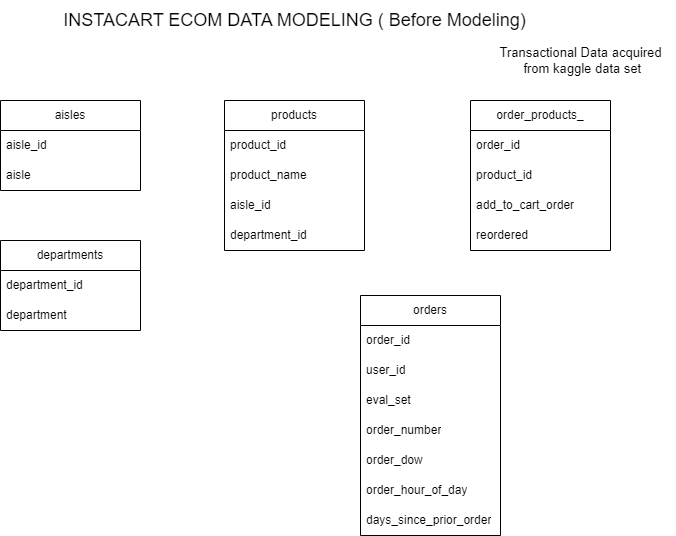 INSTACART ECOM DATA MODELING ( Before Modeling)
Transactional Data acquired
from kaggle data set
aisles
aisle_id
aisle
products
product_id
product_name
aisle_id
department_id
order_products_
order_id
product_id
add_to_cart_order
reordered
departments
department_id
department
orders
order_id
user_id
eval_set
order_number
order_dow
order_hour_of_day
days_since_prior_order